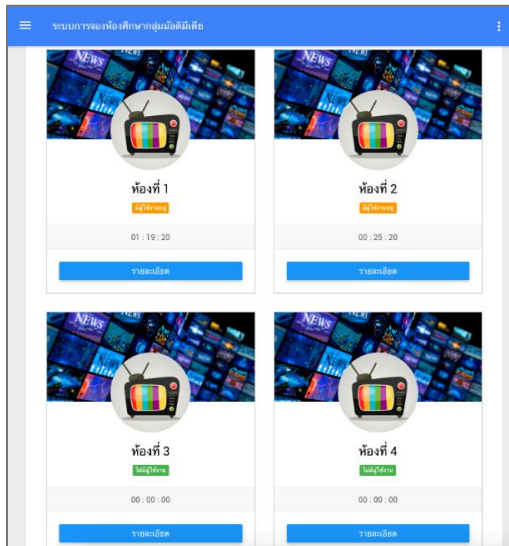 ระบบการจองห้องศึกษากลุ่มมัลติมีเดีย
NEWS
NEWS
ห้องที่ 1
มีผู้ใช้งานอยู่
01 : 19 : 20
รายละเอียด
ห้องที่ 2
มีผู้ใช้งานอยู่
00 : 25 : 20
รายละเอียด
NEWS
NEWS
ห้องที่ 3
ไม่มีผู้ใช้งาน
00 : 00 : 00
รายละเอียด
ห้องที่ 4
ไม่มีผู้ใช้งาน
00 : 00 : 00
รายละเอียด